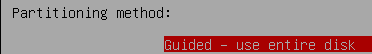 Partitioning method:
Guided - use entire disk